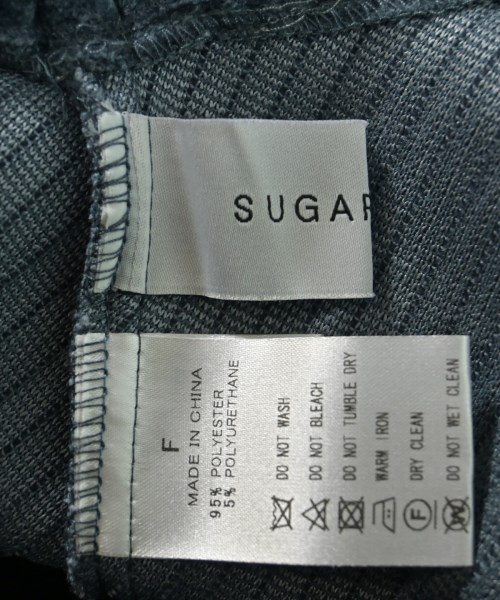 SUGAR
F
MADE IN CHINA
95% POLYESTER
5% POLYURETHANE
DO NOT WASH
DO NOT BLEACH
DO NOT TUMBLE DRY
WARM IRON
DRY CLEAN
DO NOT WET CLEAN
F
W